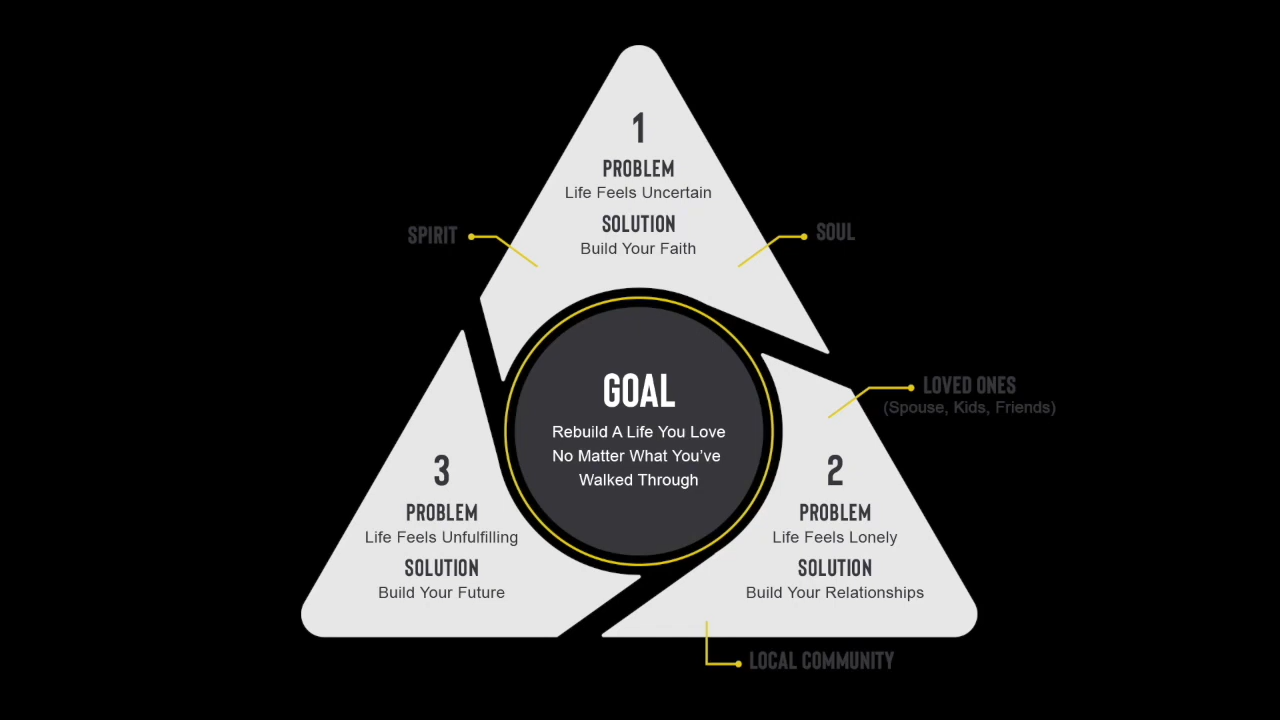 1
PROBLEM
Life Feels Uncertain
SOLUTION
Build Your Faith
SPIRIT
SOUL
GOAL
Rebuild A Life You Love
No Matter What You've
Walked Through
LOVED ONES
(Spouse, Kids, Friends)
2
PROBLEM
Life Feels Lonely
SOLUTION
Build Your Relationships
LOCAL COMMUNITY
3
PROBLEM
Life Feels Unfulfilling
SOLUTION
Build Your Future